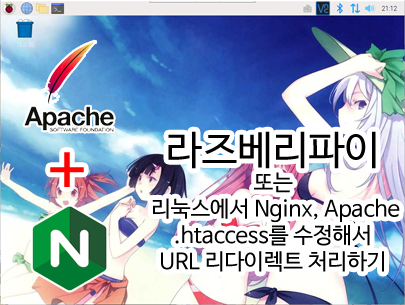 21:12
Apache
SOFTWARE FOUNDATION
+
N
라즈베리파이
또는
리눅스에서 Nginx, Apache
.htaccess를 수정해서
URL 리다이렉트 처리하기